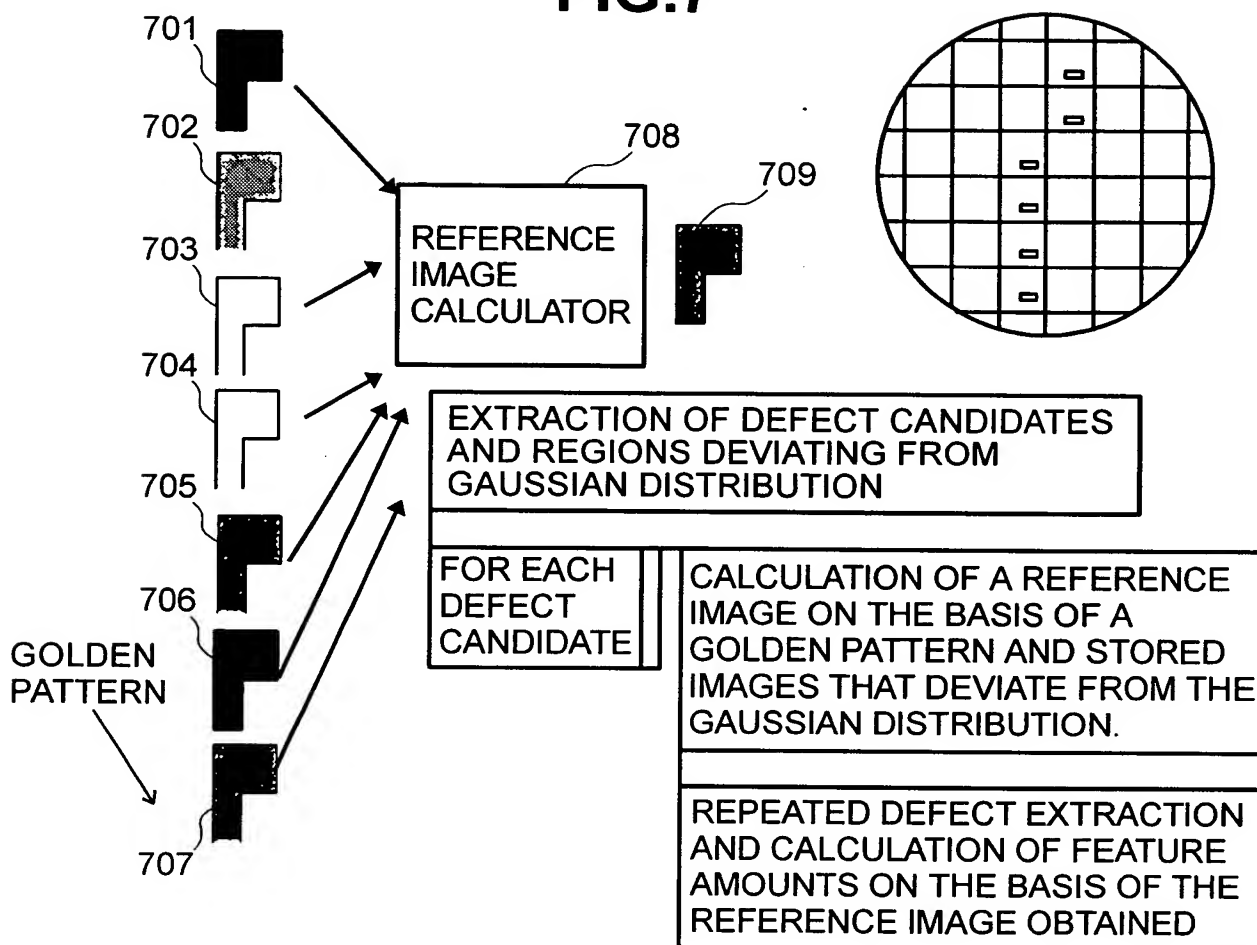 FIG.7
701
702
703
704
705
706
GOLDEN
PATTERN
707
708
709
REFERENCE
IMAGE
CALCULATOR
EXTRACTION OF DEFECT CANDIDATES
AND REGIONS DEVIATING FROM
GAUSSIAN DISTRIBUTION
FOR EACH
DEFECT
CANDIDATE
CALCULATION OF A REFERENCE
IMAGE ON THE BASIS OF A
GOLDEN PATTERN AND STORED
IMAGES THAT DEVIATE FROM THE
GAUSSIAN DISTRIBUTION.
REPEATED DEFECT EXTRACTION
AND CALCULATION OF FEATURE
AMOUNTS ON THE BASIS OF THE
REFERENCE IMAGE OBTAINED